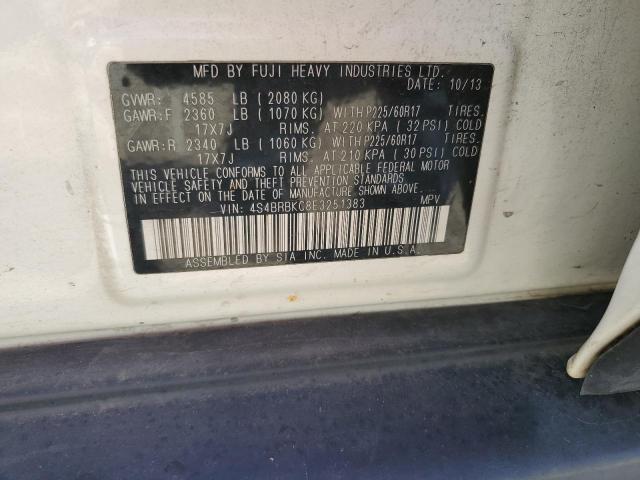 MFD BY FUJI HEAVY INDUSTRIES LTD.
DATE: 10/13
GVWR: 4585 LB ( 2080 KG)
GAWR:F 2360 LB ( 1070 KG) WITH P225/60R17 TIRES.
17X7J RIMS. AT 220 KPA ( 32 PSI) COLD
GAWR:R 2340 LB ( 1060 KG) WITH P225/60R17 TIRES.
17X7J RIMS. AT 210 KPA ( 30 PSI) COLD
THIS VEHICLE CONFORMS TO ALL APPLICABLE FEDERAL MOTOR
VEHICLE SAFETY AND THEFT PREVENTION STANDARDS
IN EFFECT ON THE DATE OF MANUFACTURE SHOWN ABOVE.
VIN: 4S4BRBKC8E3251383 MPV
ASSEMBLED BY SIA INC. MADE IN U.S.A.